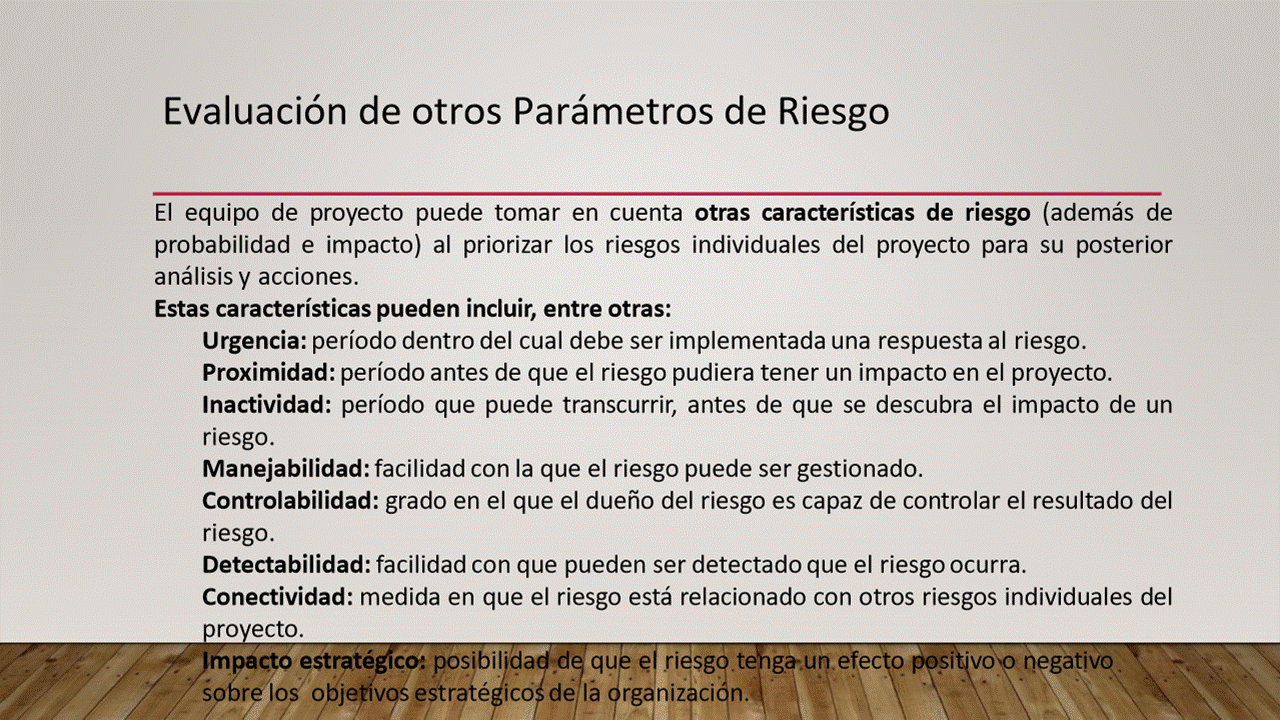 Evaluación de otros Parámetros de Riesgo
El equipo de proyecto puede tomar en cuenta otras características de riesgo (además de
probabilidad e impacto) al priorizar los riesgos individuales del proyecto para su posterior
análisis y acciones.
Estas características pueden incluir, entre otras:
Urgencia: período dentro del cual debe ser implementada una respuesta al riesgo.
Proximidad: período antes de que el riesgo pudiera tener un impacto en el proyecto.
Inactividad: período que puede transcurrir, antes de que se descubra el impacto de un
riesgo.
Manejabilidad: facilidad con la que el riesgo puede ser gestionado.
Controlabilidad: grado en el que el dueño del riesgo es capaz de controlar el resultado del
riesgo.
Detectabilidad: facilidad con que pueden ser detectado que el riesgo ocurra.
Conectividad: medida en que el riesgo está relacionado con otros riesgos individuales del
proyecto.
Impacto estratégico: posibilidad de que el riesgo tenga un efecto positivo o negativo
sobre los objetivos estratégicos de la organización.